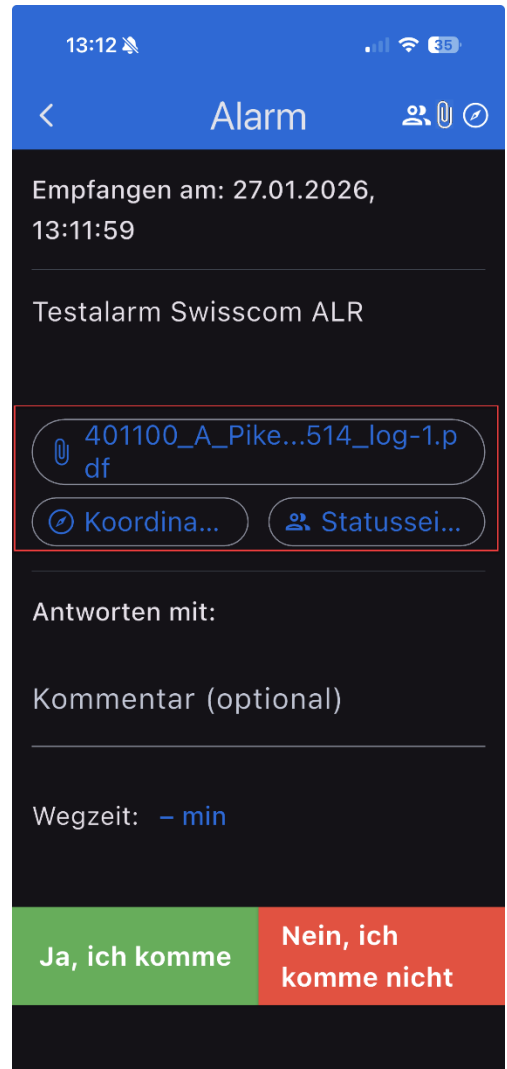 13:12
35
Alarm
Empfangen am: 27.01.2026,
13:11:59
Testalarm Swisscom ALR
401100_A_Pike...514_log-1.p
df
Koordina...
Statussei...
Antworten mit:
Kommentar (optional)
Wegzeit: – min
Ja, ich komme
Nein, ich
komme nicht